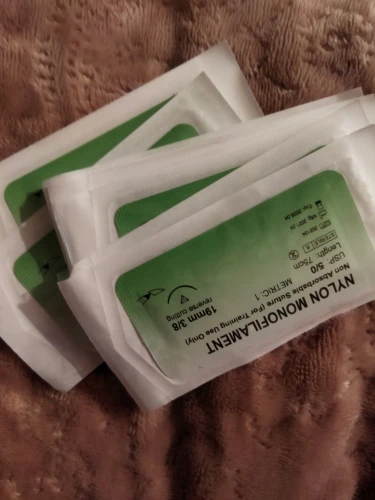 NYLON MONOFILAMENT
Non Absorbable Suture (For Training Use Only)
USP: 5/0
METRIC: 1
19mm 3/8
Length: 75cm
reverse cutting
STERILE